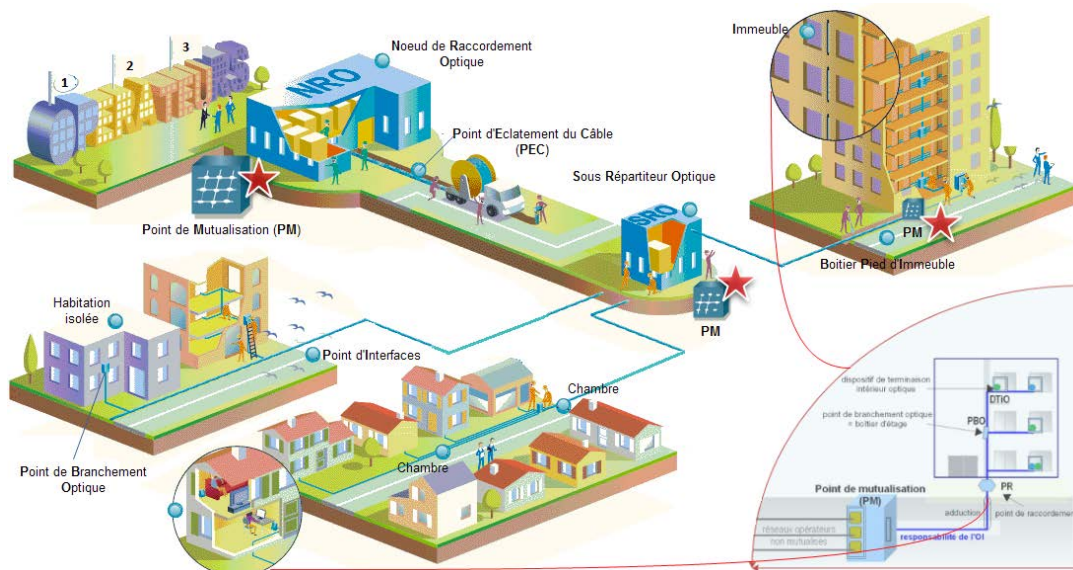 1
2
3
NRO
Noeud de Raccordement
Optique
Point d'Eclatement du Câble
(PEC)
Point de Mutualisation (PM)
Sous Répartiteur Optique
SRO
PM
Immeuble
PM
Boitier Pied d'Immeuble
Habitation
isolée
Point d'Interfaces
Point de Branchement
Optique
Chambre
Chambre
dispositif de terminaison
intérieur optique
DTiO
point de branchement optique
= boîtier d'étage
PBO
PR
Point de mutualisation
(PM)
adduction
point de raccordement
réseaux opérateurs
non mutualisés
responsabilité de l'OI